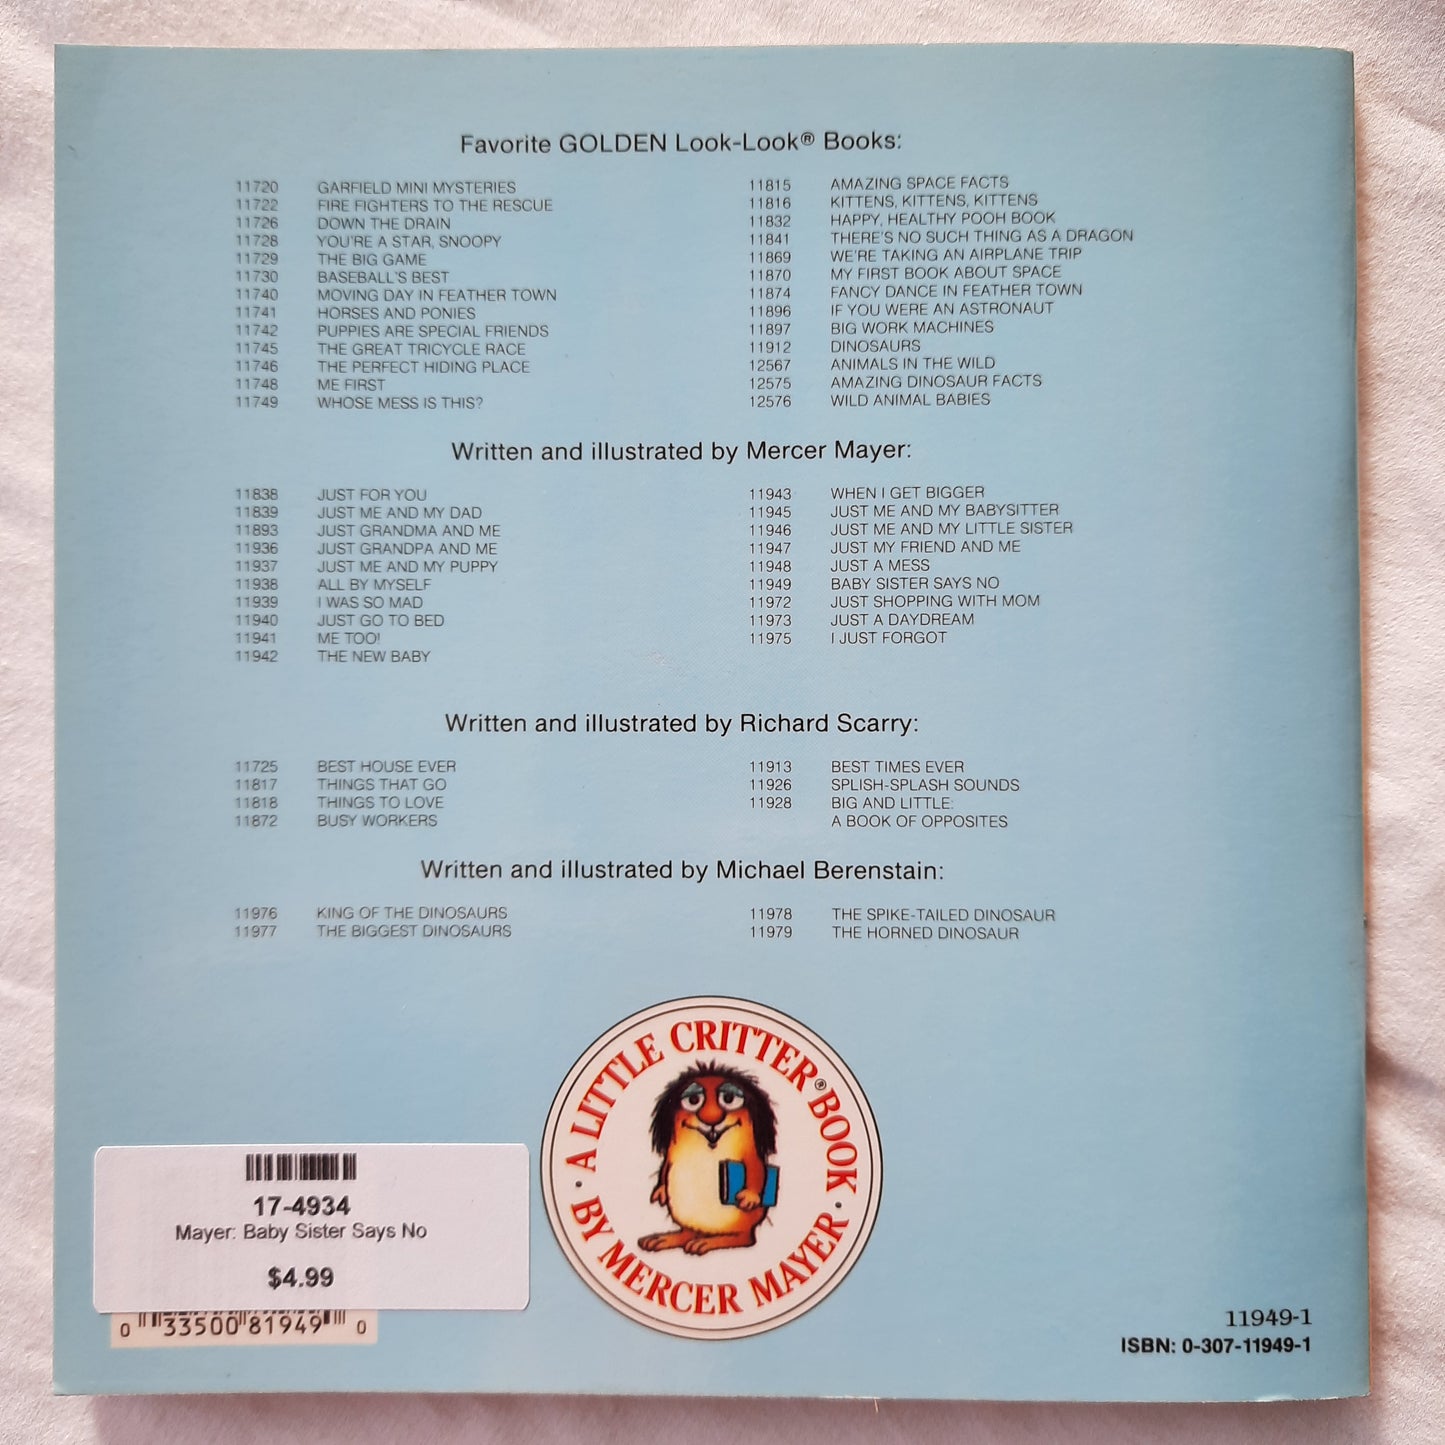 Favorite GOLDEN Look-Look® Books:
11720 GARFIELD MINI MYSTERIES
11722 FIRE FIGHTERS TO THE RESCUE
11726 DOWN THE DRAIN
11728 YOU'RE A STAR, SNOOPY
11729 THE BIG GAME
11730 BASEBALL'S BEST
11740 MOVING DAY IN FEATHER TOWN
11741 HORSES AND PONIES
11742 PUPPIES ARE SPECIAL FRIENDS
11745 THE GREAT TRICYCLE RACE
11746 THE PERFECT HIDING PLACE
11748 ME FIRST
11749 WHOSE MESS IS THIS?
11815 AMAZING SPACE FACTS
11816 KITTENS, KITTENS, KITTENS
11832 HAPPY, HEALTHY POOH BOOK
11841 THERE'S NO SUCH THING AS A DRAGON
11869 WE'RE TAKING AN AIRPLANE TRIP
11870 MY FIRST BOOK ABOUT SPACE
11874 FANCY DANCE IN FEATHER TOWN
11896 IF YOU WERE AN ASTRONAUT
11897 BIG WORK MACHINES
11912 DINOSAURS
12567 ANIMALS IN THE WILD
12575 AMAZING DINOSAUR FACTS
12576 WILD ANIMAL BABIES
Written and illustrated by Mercer Mayer:
11838 JUST FOR YOU
11839 JUST ME AND MY DAD
11893 JUST GRANDMA AND ME
11936 JUST GRANDPA AND ME
11937 JUST ME AND MY PUPPY
11938 ALL BY MYSELF
11939 I WAS SO MAD
11940 JUST GO TO BED
11941 ME TOO!
11942 THE NEW BABY
11943 WHEN I GET BIGGER
11945 JUST ME AND MY BABYSITTER
11946 JUST ME AND MY LITTLE SISTER
11947 JUST MY FRIEND AND ME
11948 JUST A MESS
11949 BABY SISTER SAYS NO
11972 JUST SHOPPING WITH MOM
11973 JUST A DAYDREAM
11975 I JUST FORGOT
Written and illustrated by Richard Scarry:
11725 BEST HOUSE EVER
11817 THINGS THAT GO
11818 THINGS TO LOVE
11872 BUSY WORKERS
11913 BEST TIMES EVER
11926 SPLISH-SPLASH SOUNDS
11928 BIG AND LITTLE:
A BOOK OF OPPOSITES
Written and illustrated by Michael Berenstain:
11976 KING OF THE DINOSAURS
11977 THE BIGGEST DINOSAURS
11978 THE SPIKE-TAILED DINOSAUR
11979 THE HORNED DINOSAUR
· A LITTLE CRITTER® BOOK ·
BY MERCER MAYER
17-4934
Mayer: Baby Sister Says No
$4.99
0 33500 81949 0
11949-1
ISBN: 0-307-11949-1